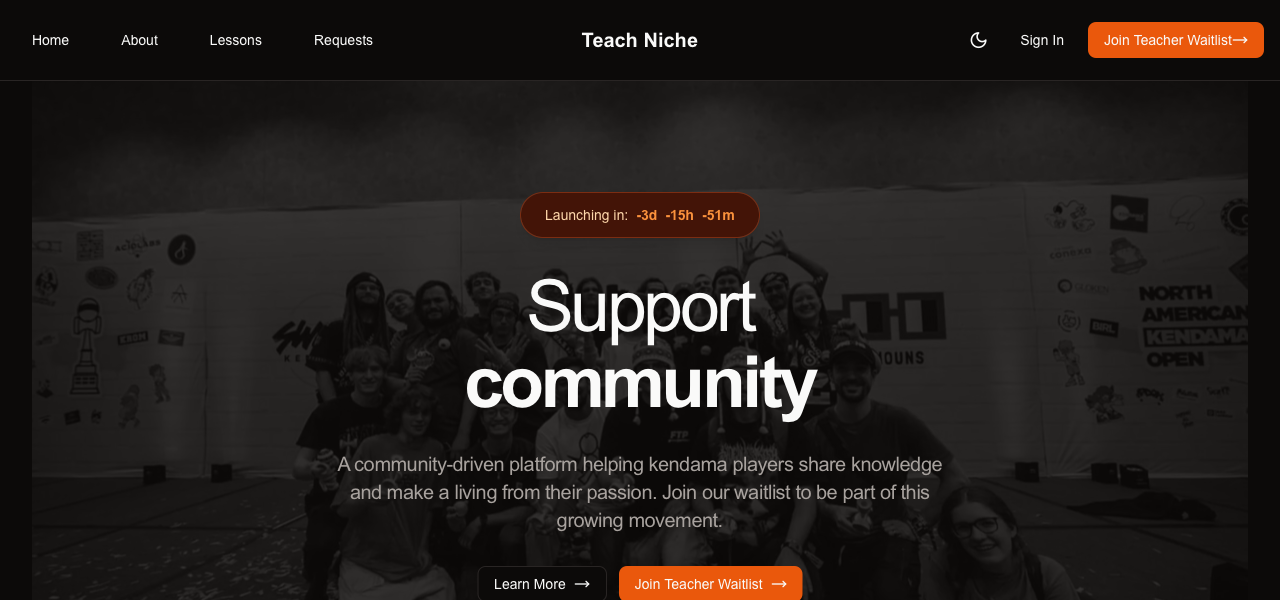 Home About Lessons Requests Teach Niche Sign In Join Teacher Waitlist→
Launching in: -3d -15h -51m
Support
community
NORTH
AMERICAN
KENDAMA
OPEN
FTP
A community-driven platform helping kendama players share knowledge
and make a living from their passion. Join our waitlist to be part of this
growing movement.
Learn More → Join Teacher Waitlist →